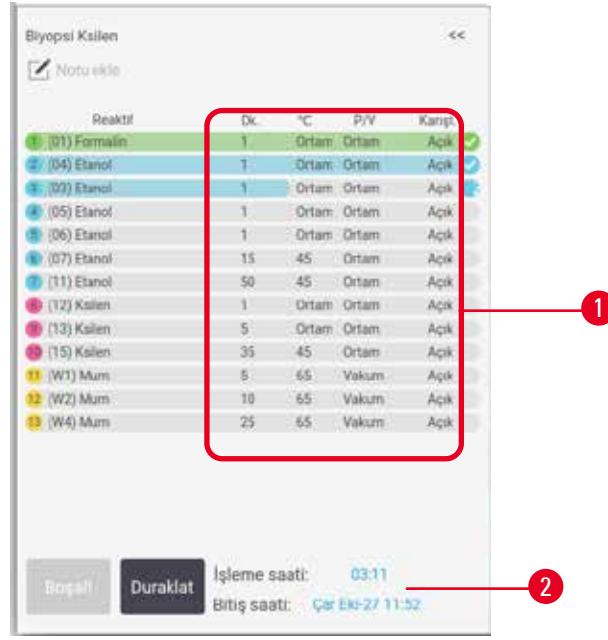 Biyopsi Ksilen <<
Notu ekle
Reaktif Dk. °C P/V Karışt.
1 (01) Formalin 1 Ortam Ortam Açık
2 (04) Etanol 1 Ortam Ortam Açık
3 (03) Etanol 1 Ortam Ortam Açık
4 (05) Etanol 1 Ortam Ortam Açık
5 (06) Etanol 1 Ortam Ortam Açık
6 (07) Etanol 15 45 Ortam Açık
7 (11) Etanol 50 45 Ortam Açık
8 (12) Ksilen 1 Ortam Ortam Açık
9 (13) Ksilen 5 Ortam Ortam Açık
10 (15) Ksilen 35 45 Ortam Açık
11 (W1) Mum 5 65 Vakum Açık
12 (W2) Mum 10 65 Vakum Açık
13 (W4) Mum 25 65 Vakum Açık
1
Boşalt Duraklat İşleme saati: 03:11
Bitiş saati: Çar Eki-27 11:52
2